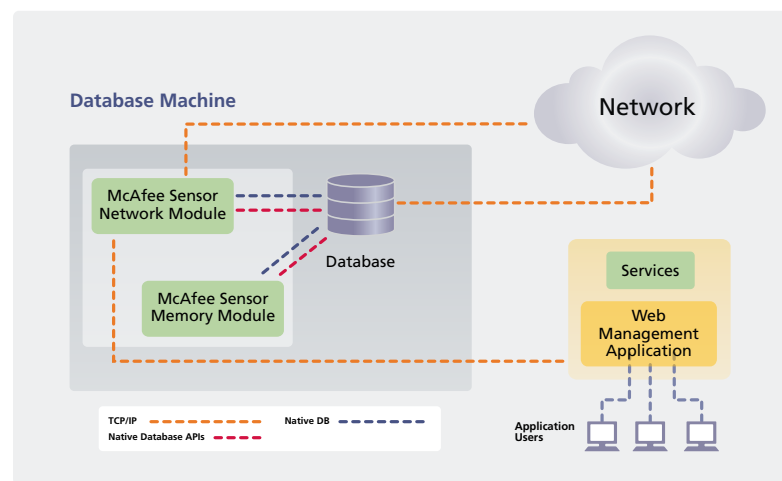 Database Machine
Network
McAfee Sensor
Network Module
Database
McAfee Sensor
Memory Module
Services
Web
Management
Application
TCP/IP
Native DB
Native Database APIs
Application
Users